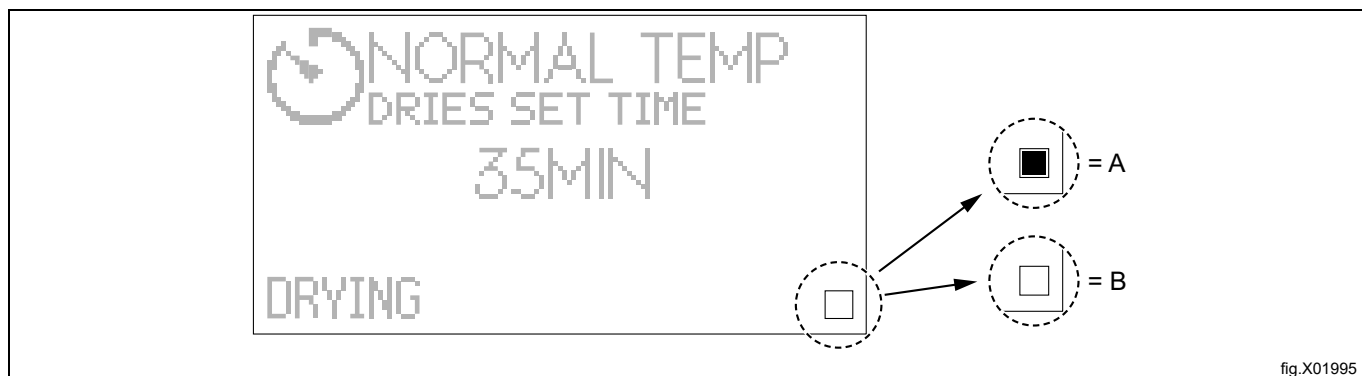 NORMAL TEMP
DRIES SET TIME
35MIN
DRYING
= A
= B
fig.X01995